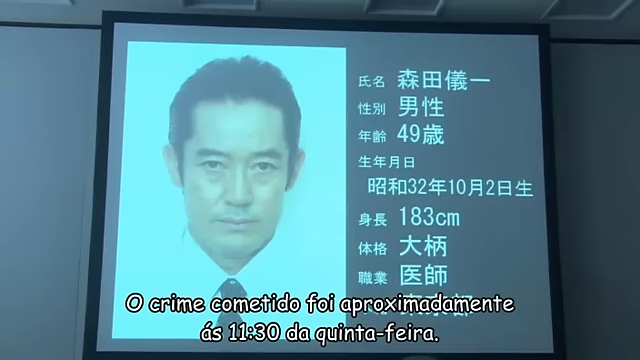 氏名 森田儀一
性別 男性
年齢 49歳
生年月日
昭和32年10月2日生
身長 183cm
体格 大柄
職業 医師
O crime cometido foi aproximadamente
ás 11:30 da quinta-feira.